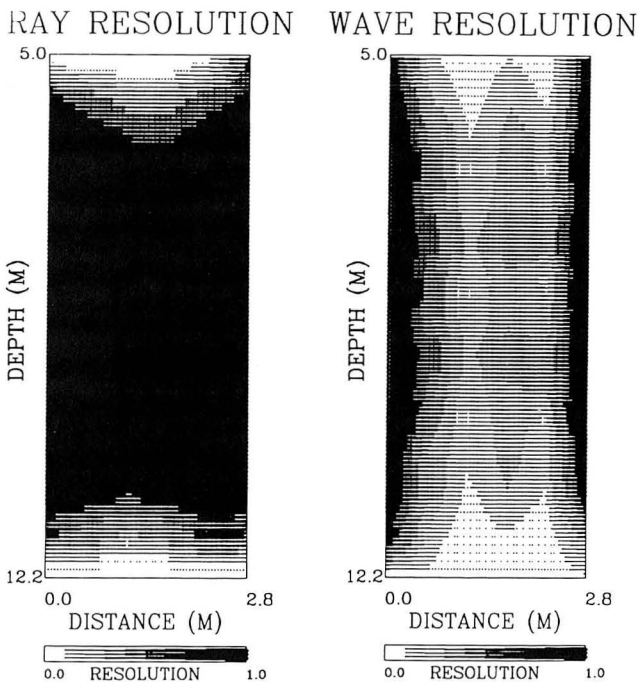 RAY RESOLUTION
5.0
DEPTH (M)
12.2
0.0 2.8
DISTANCE (M)
0.0 1.0
RESOLUTION
WAVE RESOLUTION
5.0
DEPTH (M)
12.2
0.0 2.8
DISTANCE (M)
0.0 1.0
RESOLUTION